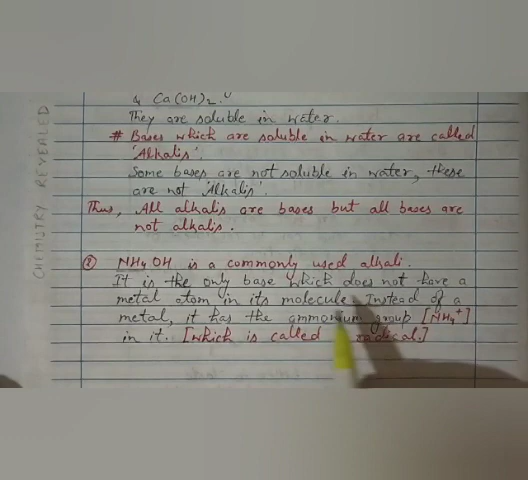 & Ca(OH)₂.
They are soluble in water.
# Bases which are soluble in water are called
'Alkalis'.
Some bases are not soluble in water, these
are not 'Alkalis'.
Thus, All alkalis are bases but all bases are
not alkalis.
② NH₄OH is a commonly used alkali.
It is the only base which does not have a
metal atom in its molecule. Instead of a
metal, it has the ammonium group [NH₄⁺]
in it. [Which is called radical.]
CHEMISTRY REVEALED